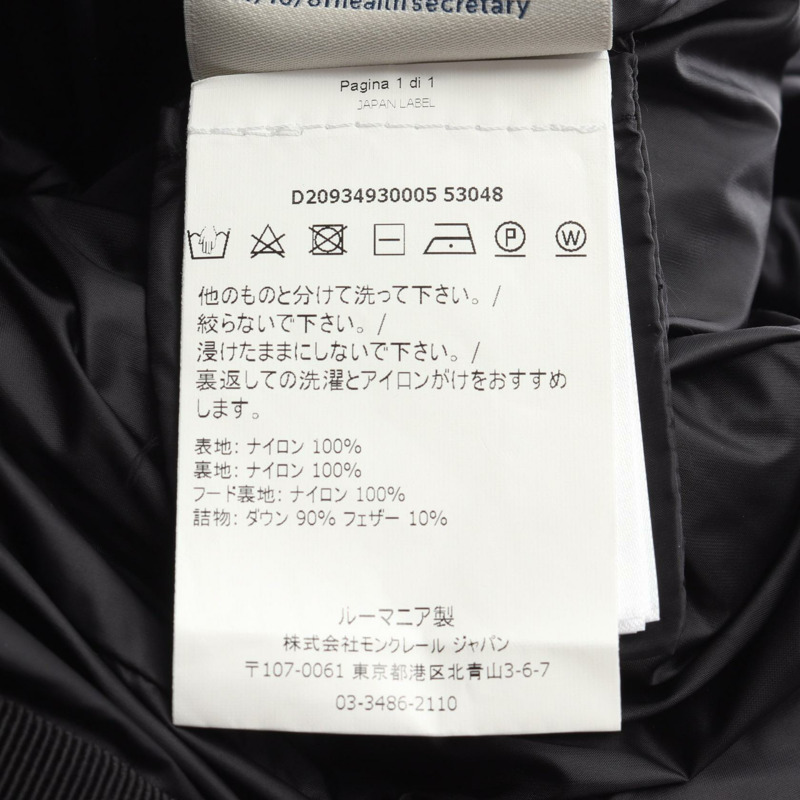 health secretary
Pagina 1 di 1
JAPAN LABEL
D20934930005 53048
P W
他のものと分けて洗って下さい。/
絞らないで下さい。/
浸けたままにしないで下さい。/
裏返しての洗濯とアイロンがけをおすすめ
します。
表地: ナイロン 100%
裏地: ナイロン 100%
フード裏地: ナイロン 100%
詰物: ダウン 90% フェザー 10%
ルーマニア製
株式会社モンクレール ジャパン
〒107-0061 東京都港区北青山3-6-7
03-3486-2110